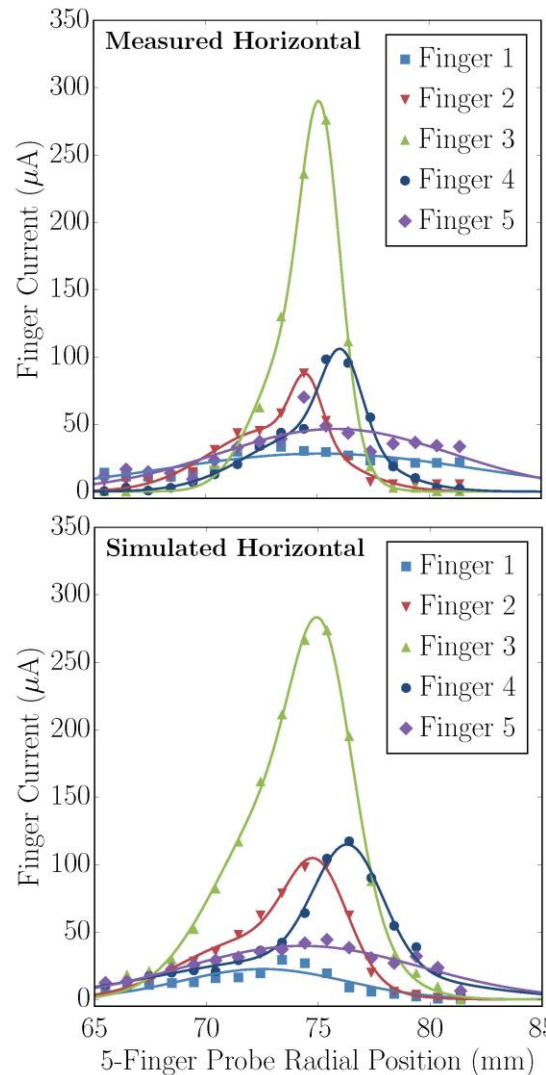 350
Measured Horizontal
Finger 1
Finger 2
Finger 3
Finger 4
Finger 5
300
250
200
150
100
50
0
Finger Current (μA)
350
Simulated Horizontal
Finger 1
Finger 2
Finger 3
Finger 4
Finger 5
300
250
200
150
100
50
0
Finger Current (μA)
65 70 75 80 85
5-Finger Probe Radial Position (mm)